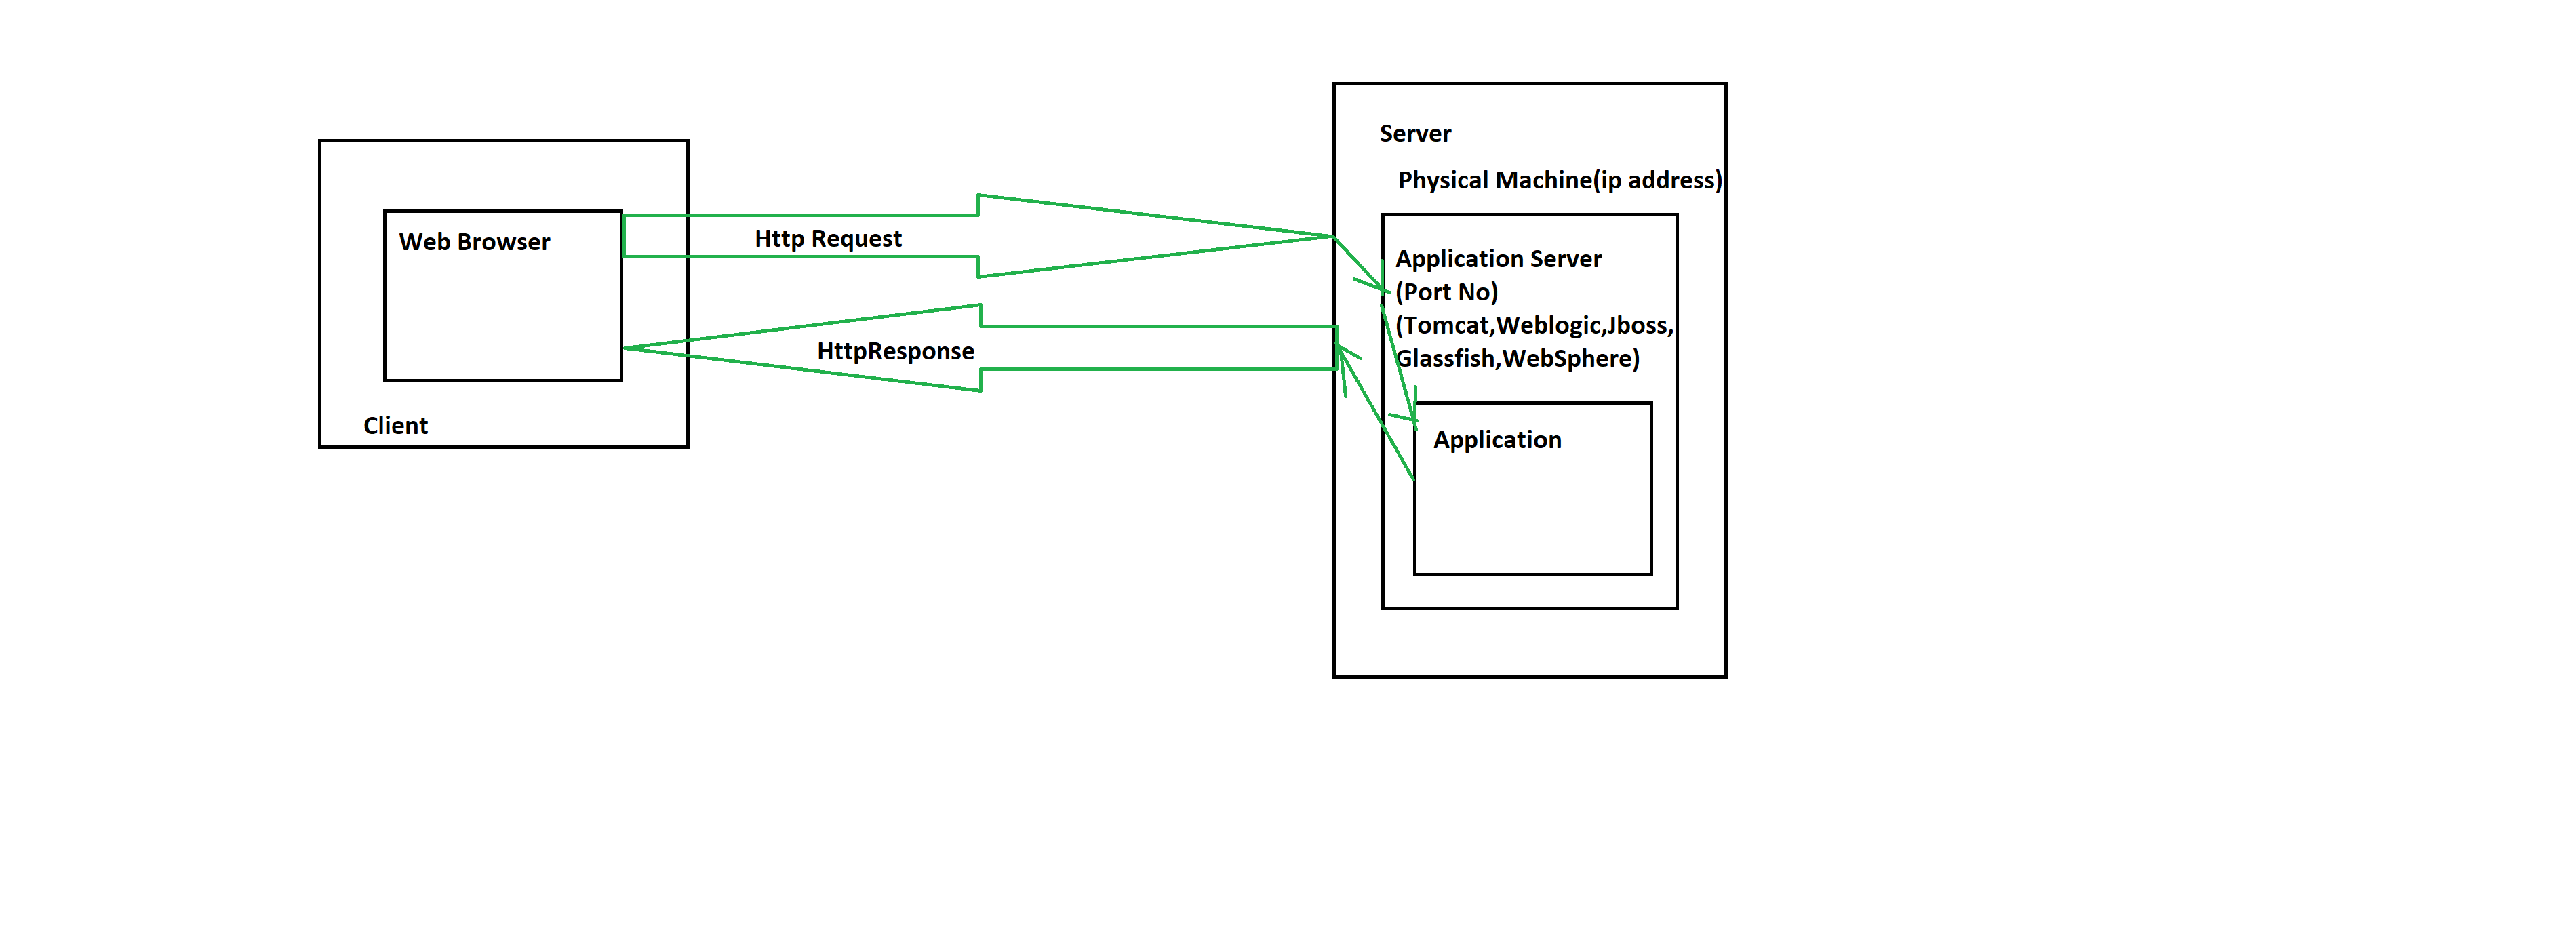 Web Browser
Client
Http Request
HttpResponse
Server
Physical Machine(ip address)
Application Server
(Port No)
(Tomcat,Weblogic,Jboss,
Glassfish,WebSphere)
Application